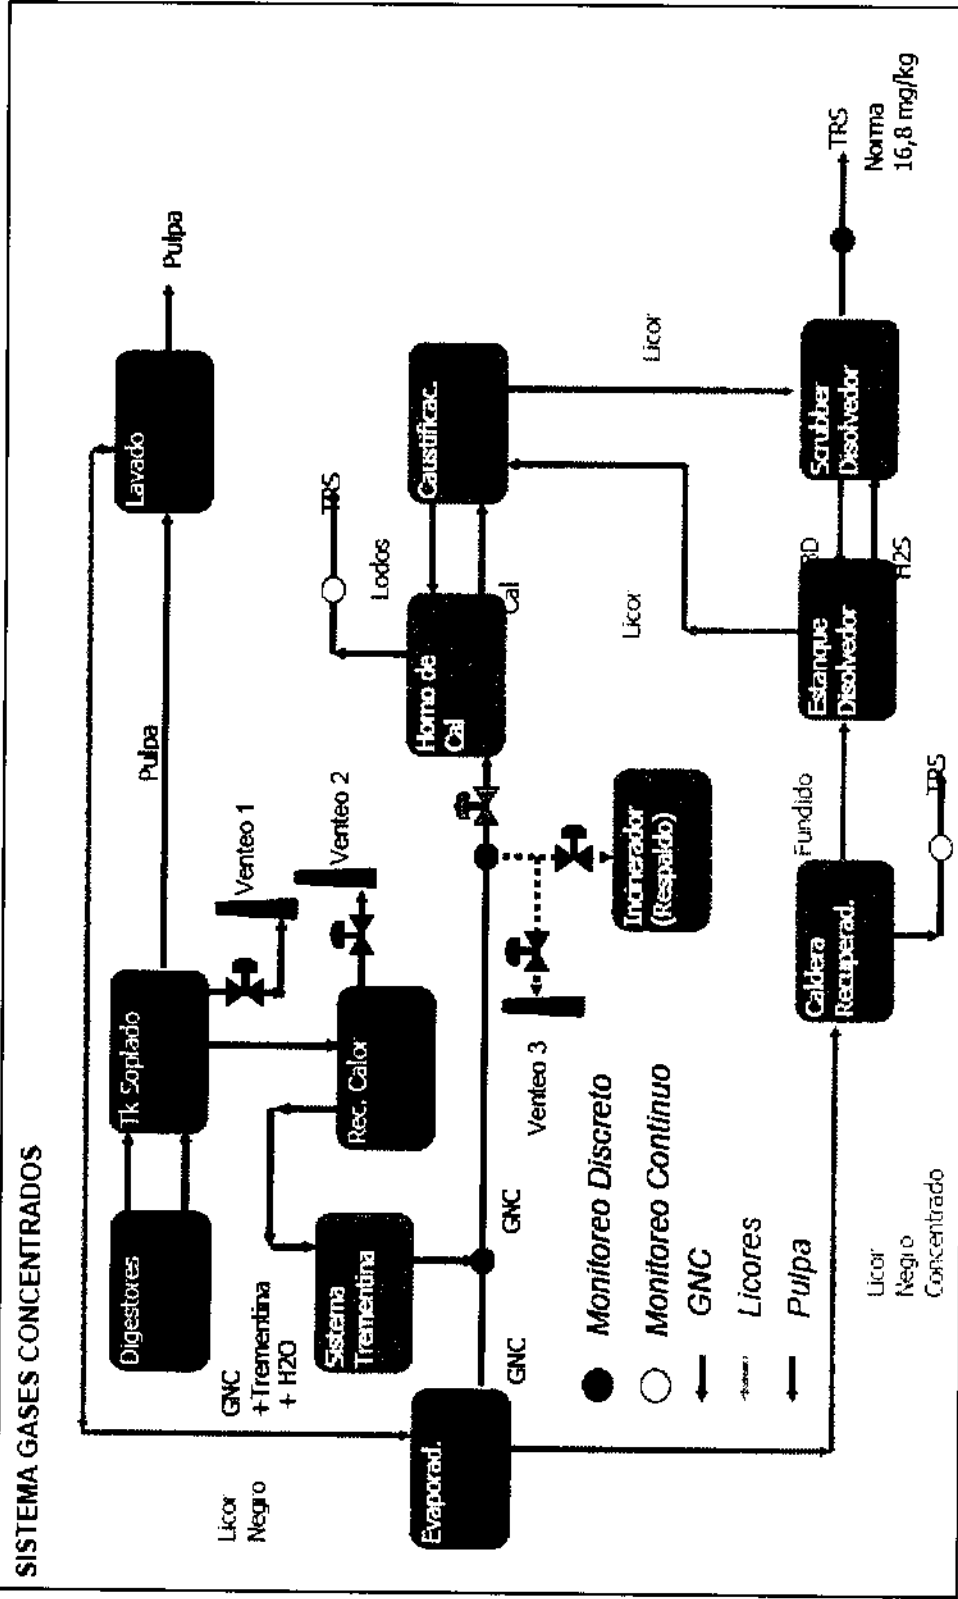 SISTEMA GASES CONCENTRADOS
Digestores
Tk Soplado
Pulpa
Lavado
Pulpa
Venteo 1
Venteo 2
GNC
+Trementina
+ H2O
Rec. Calor
Licor
Negro
Sistema
Trementina
TRS
Lodos
Horno de
Cal
Cal
Caustificac.
Evaporad.
GNC
GNC
Venteo 3
Incinerador
(Respaldo)
Licor
Licor
Monitoreo Discreto
Monitoreo Continuo
GNC
Licores
Pulpa
Caldera
Recuperad.
Fundido
Estanque
Disolvedor
H2S
Scrubber
Disolvedor
TRS
Norma
16,8 mg/kg
TRS
Licor
Negro
Concentrado